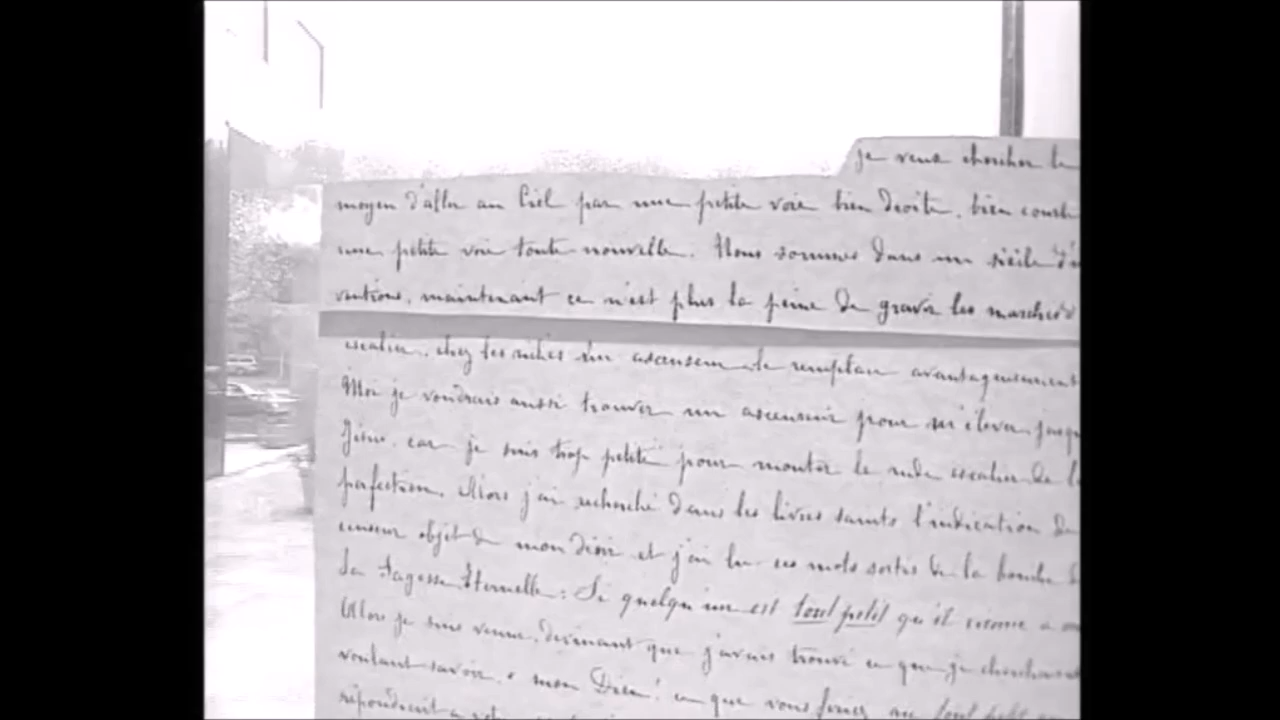 je veux chercher le
moyen d'aller au Ciel par une petite voie bien droite, bien courte
une petite voie toute nouvelle. Nous sommes dans un siècle d'in
ventions, maintenant ce n'est plus la peine de gravir les marches d'
escalier, chez les riches un ascenseur le remplace avantageusement
Moi je voudrais aussi trouver un ascenseur pour m'élever jusqu
Jésus, car je suis trop petite pour monter le rude escalier de l
perfection. Alors j'ai recherché dans les livres saints l'indication de
censeur objet de mon désir et j'ai lu ces mots sortis de la bouche d
La Sagesse Eternelle: Si quelqu'un est tout petit qu'il vienne à m
Alors je suis venue, devinant que j'avais trouvé ce que je cherchais
voulant savoir, ô mon Dieu! ce que vous feriez au tout petit
répondrait à votre